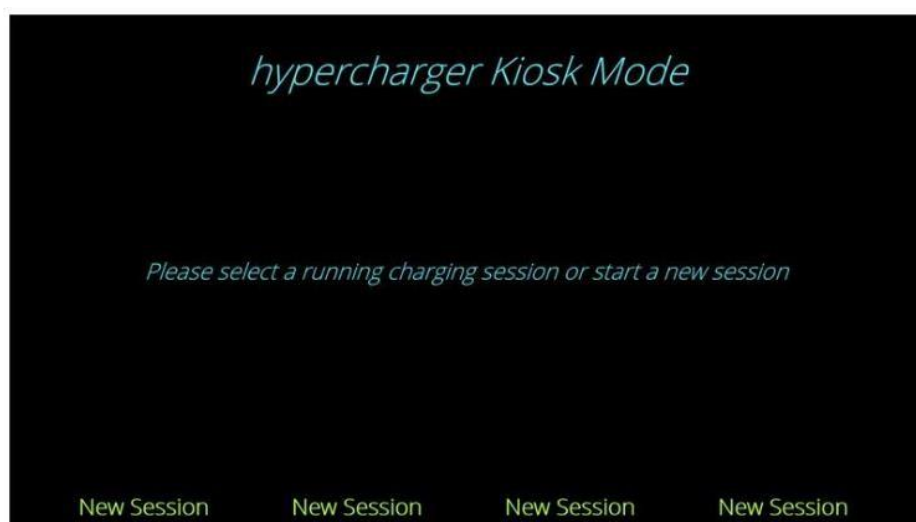 hypercharger Kiosk Mode
Please select a running charging session or start a new session
New Session New Session New Session New Session